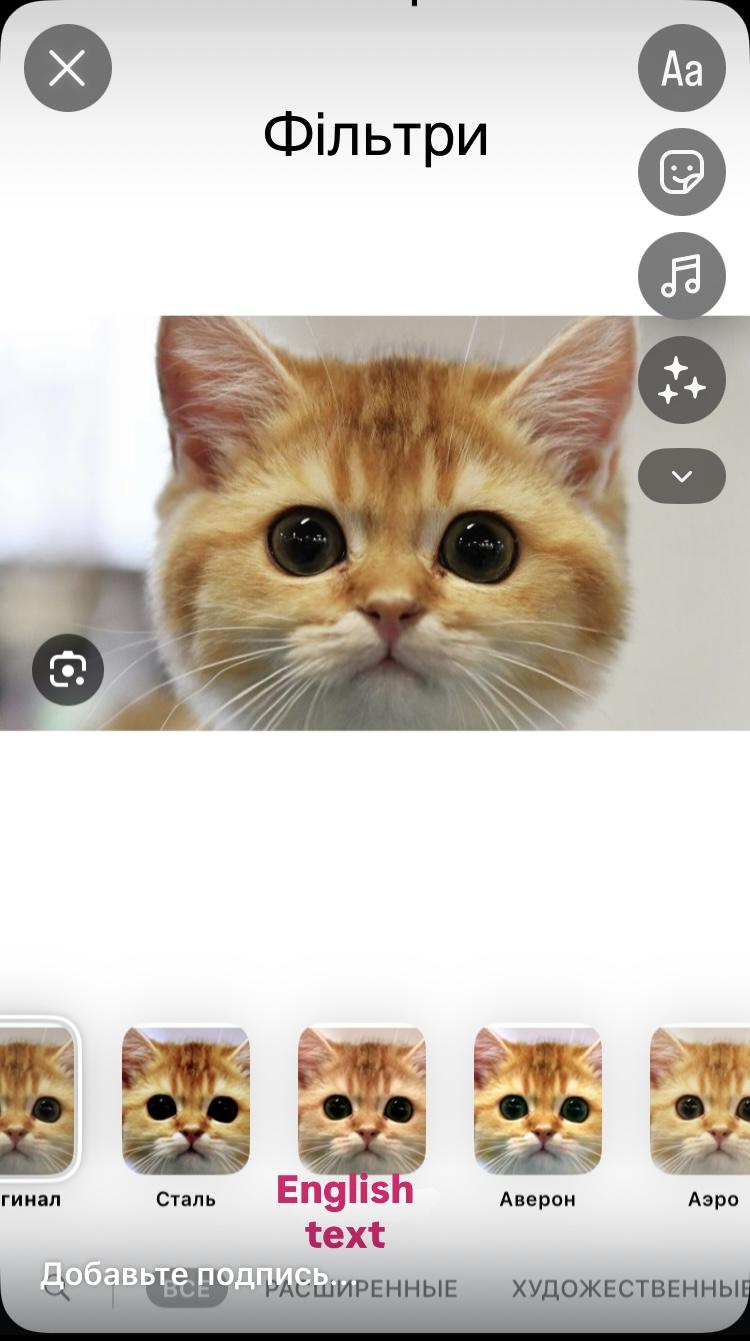 Aa
Фільтри
гинал
Сталь
English
text
Аверон
Аэро
Добавьте подпись...
ВСЕ
РАСШИРЕННЫЕ
ХУДОЖЕСТВЕННЫЕ